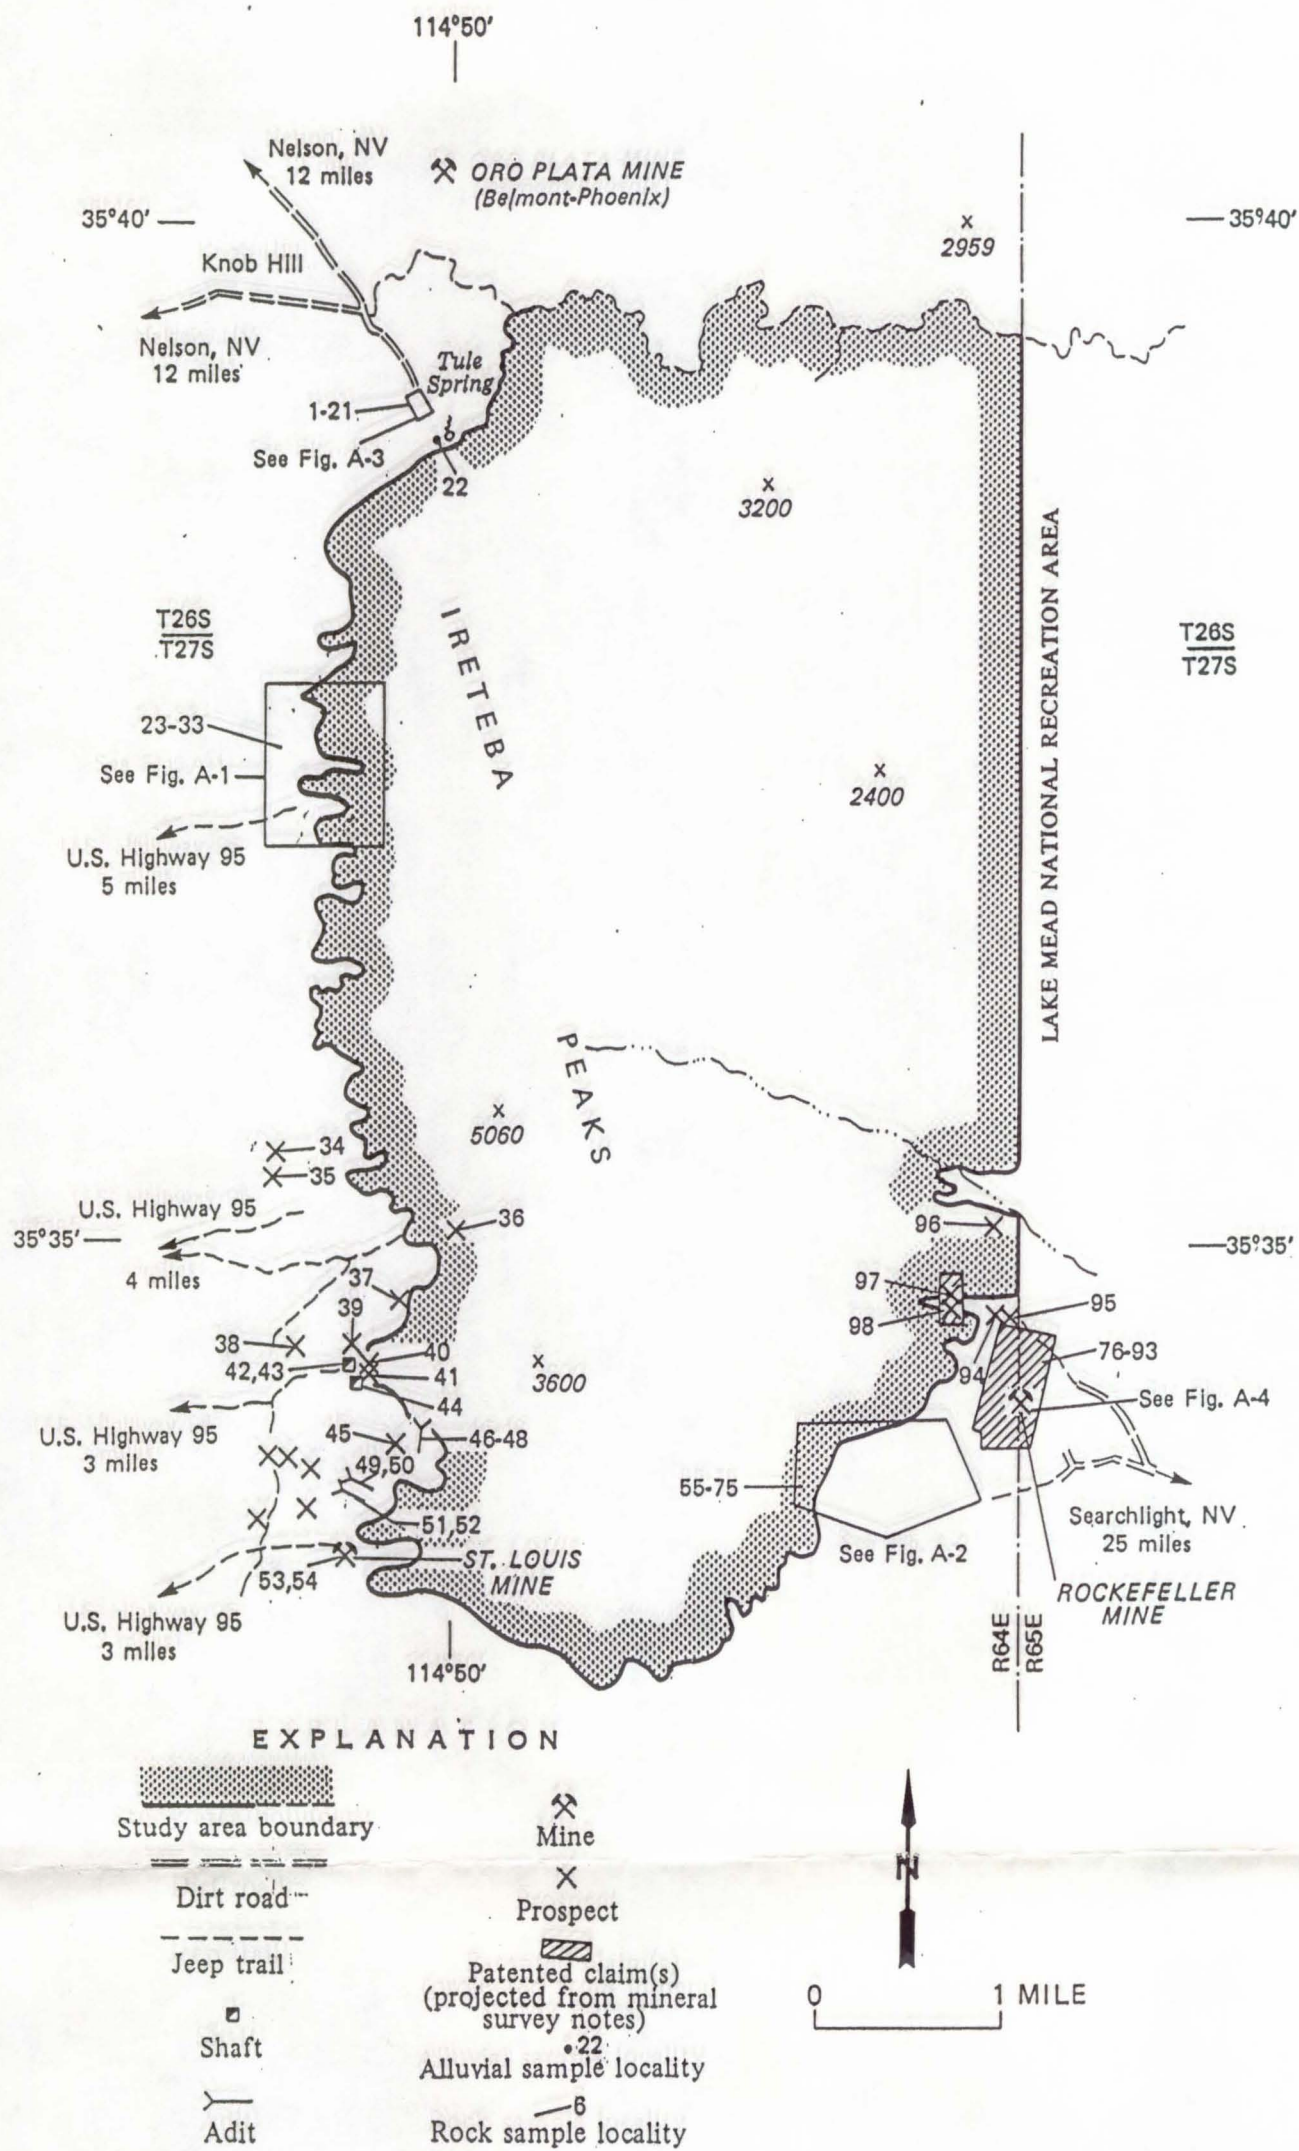 114°50'
Nelson, NV
12 miles
ORO PLATA MINE
(Belmont-Phoenix)
35°40'
35°40'
2959
Knob Hill
Nelson, NV
12 miles
Tule
Spring
1-21
See Fig. A-3
22
3200
LAKE MEAD NATIONAL RECREATION AREA
IRETEBA
T26S
T27S
T26S
T27S
23-33
See Fig. A-1
2400
U.S. Highway 95
5 miles
PEAKS
5060
34
35
U.S. Highway 95
36
96
35°35'
35°35'
4 miles
37
97
95
39
38
98
40
76-93
42,43
41
3600
94
44
See Fig. A-4
U.S. Highway 95
3 miles
45
46-48
49,50
55-75
51,52
Searchlight, NV
25 miles
See Fig. A-2
ST. LOUIS
MINE
53,54
ROCKEFELLER
MINE
U.S. Highway 95
3 miles
R64E
R65E
114°50'
EXPLANATION
Study area boundary
Mine
Dirt road
Prospect
N
Jeep trail
Patented claim(s)
(projected from mineral
survey notes)
0 1 MILE
Shaft
22
Alluvial sample locality
6
Adit
Rock sample locality